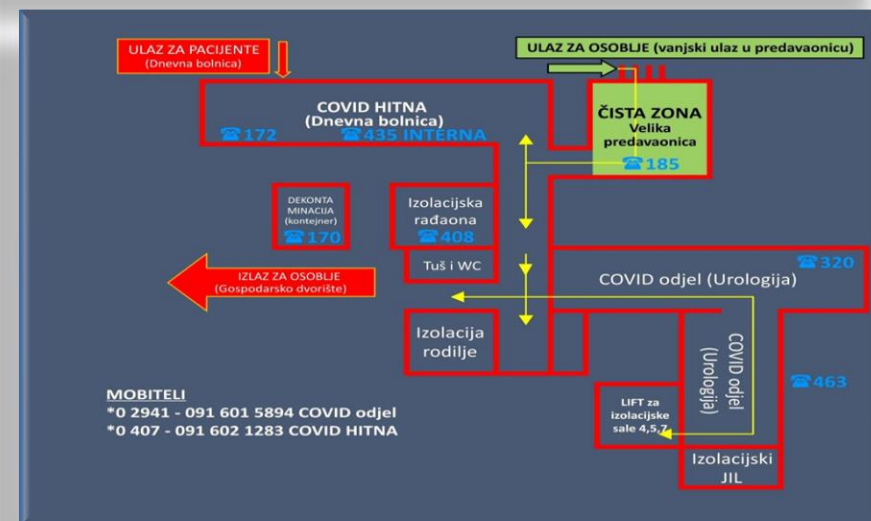 ULAZ ZA PACIJENTE
(Dnevna bolnica)
ULAZ ZA OSOBLJE (vanjski ulaz u predavaonicu)
COVID HITNA
(Dnevna bolnica)
☎172
☎435 INTERNA
ČISTA ZONA
Velika
predavaonica
☎185
DEKONTA
MINACIJA
(kontejner)
☎170
Izolacijska
rađaona
☎408
Tuš i WC
IZLAZ ZA OSOBLJE
(Gospodarsko dvorište)
☎320
COVID odjel (Urologija)
Izolacija
rodilje
COVID odjel
(Urologija)
☎463
MOBITELI
*0 2941 - 091 601 5894 COVID odjel
*0 407 - 091 602 1283 COVID HITNA
LIFT za
izolacijske
sale 4,5,7
Izolacijski
JIL